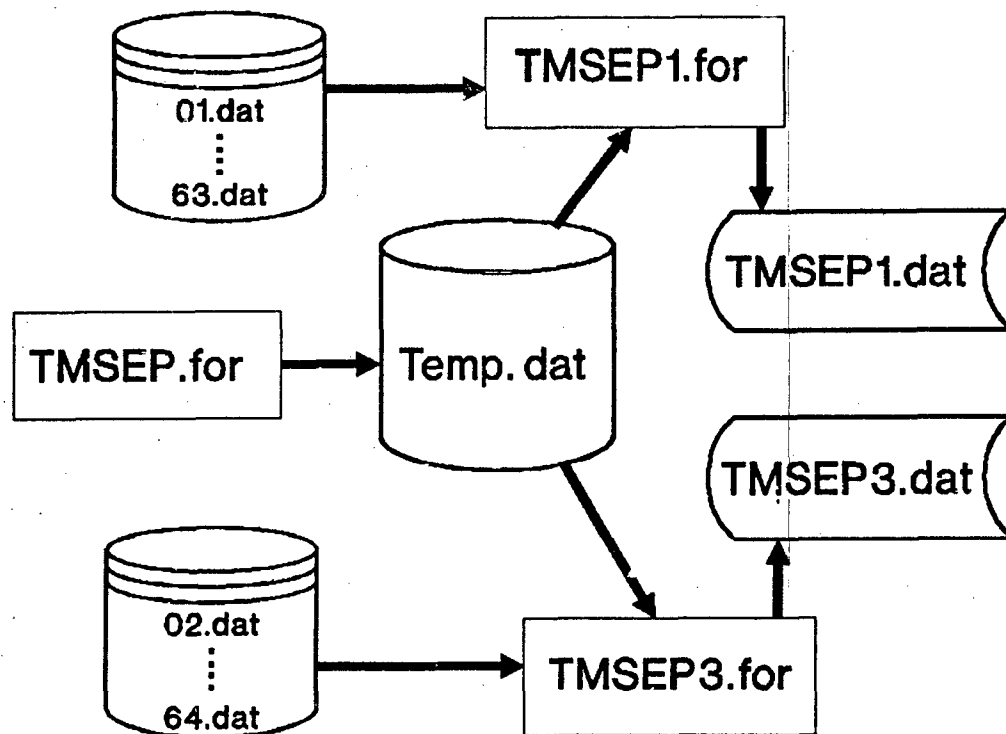 01.dat
63.dat
TMSEP1.for
TMSEP1.dat
TMSEP.for
Temp.dat
TMSEP3.dat
02.dat
64.dat
TMSEP3.for